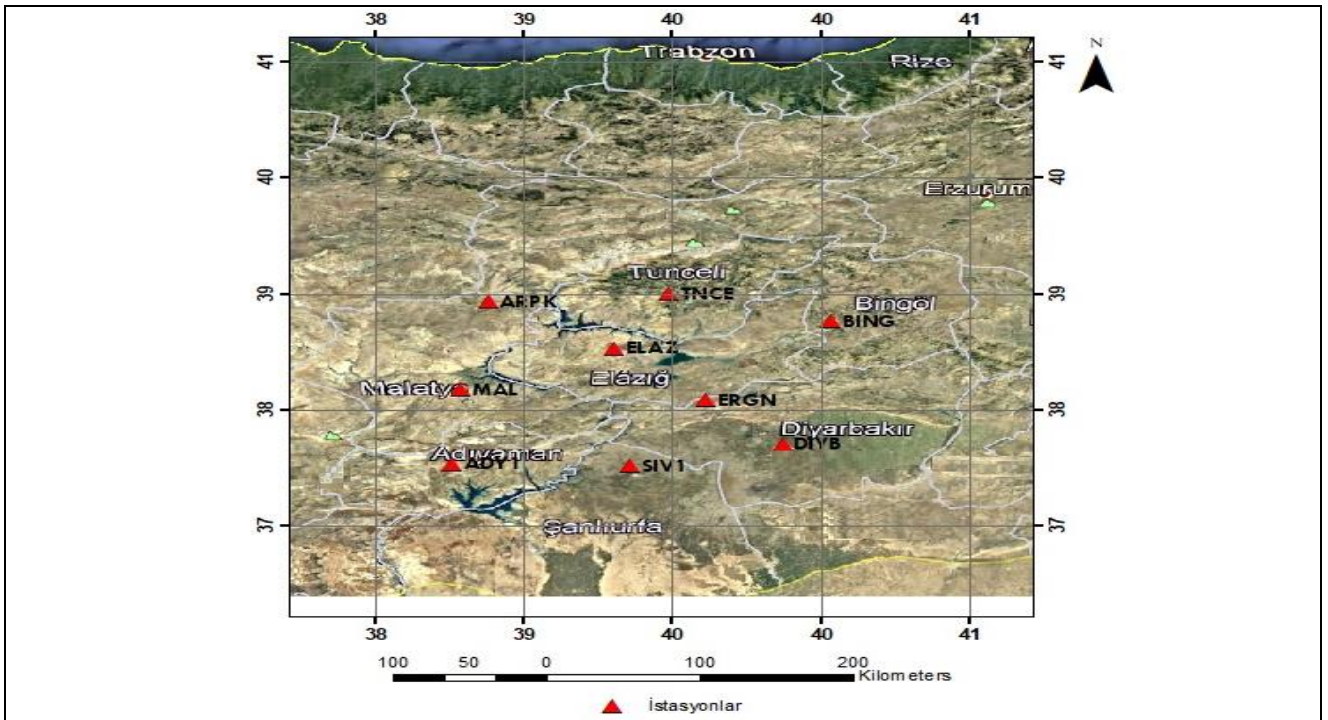 38 39 40 40 41
N
Trabzon
41 Rize 41
40 40
Erzurum
Tunceli
39 TNCE 39
ARPK Bingöl
BING
ELAZ
Elâzığ
Malatya MAL
ERGN
38 38
Diyarbakır
DIYB
Adıyaman
ADY1 SIV1
37 Şanlıurfa 37
38 39 40 40 41
100 50 0 100 200
Kilometers
İstasyonlar